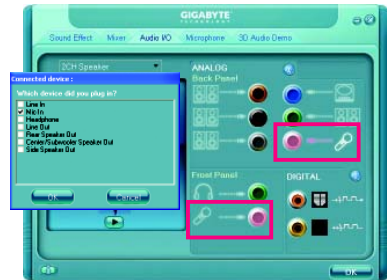 GIGABYTE
TECHNOLOGY
Sound Effect Mixer Audio I/O Microphone 3D Audio Demo
2CH Speaker
ANALOG
Back Panel
Connected device :
Which device did you plug in?
Line In
Mic In
Headphone
Line Out
Rear Speaker Out
Center/Subwoofer Speaker Out
Side Speaker Out
OK Cancel
Front Panel
DIGITAL
OK